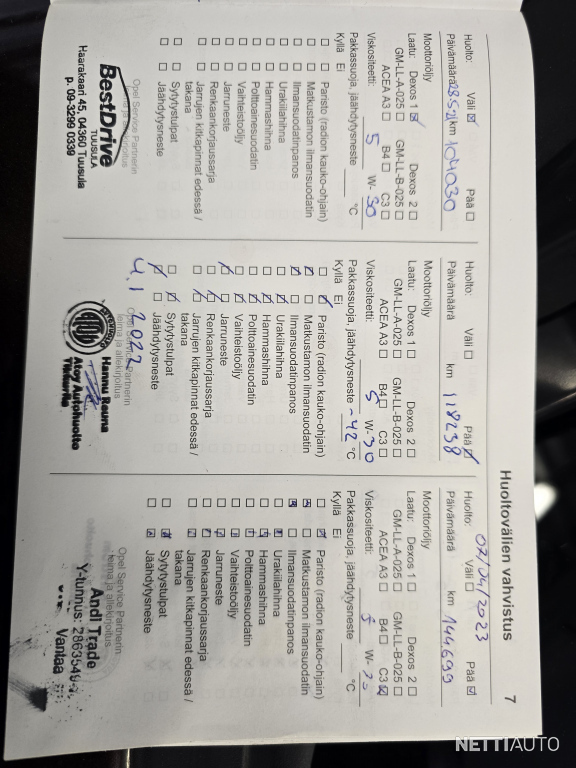 Huoltovälien vahvistus
7
Huolto: Väli Pää
Päivämäärä 28.5-21 km 104030
Moottoriöljy
Laatu: Dexos 1 Dexos 2
GM-LL-A-025 GM-LL-B-025
ACEA A3 B4 C3
Viskositeetti: 5 W-30
Pakkassuoja, jäähdytysneste °C
Kyllä Ei
Paristo (radion kauko-ohjain)
Matkustamon ilmansuodatin
Ilmansuodatinpanos
Urakiilahihna
Hammashihna
Polttoainesuodatin
Vaihteistoöljy
Jarruneste
Renkaankorjaussarja
Jarrujen kitkapinnat edessä /
takana
Sytytystulpat
Jäähdytysneste
Opel Service Partnerin
leima ja allekirjoitus
BestDrive
TUUSULA
Haarakaari 45, 04360 Tuusula
p. 09-3299 0339
Huolto: Väli Pää
Päivämäärä km 118238
Moottoriöljy
Laatu: Dexos 1 Dexos 2
GM-LL-A-025 GM-LL-B-025
ACEA A3 B4 C3
Viskositeetti: 5 W-30
Pakkassuoja, jäähdytysneste -42 °C
Kyllä Ei
Paristo (radion kauko-ohjain)
Matkustamon ilmansuodatin
Ilmansuodatinpanos
Urakiilahihna
Hammashihna
Polttoainesuodatin
Vaihteistoöljy
Jarruneste
Renkaankorjaussarja
Jarrujen kitkapinnat edessä /
takana
Sytytystulpat
Jäähdytysneste
Partnerin
leima ja allekirjoitus
Hannu Rauna
Atoy Autohuolto
07/04/2023
Huolto: Väli Pää
Päivämäärä km 144699
Moottoriöljy
Laatu: Dexos 1 Dexos 2
GM-LL-A-025 GM-LL-B-025
ACEA A3 B4 C3
Viskositeetti: 5 W-
Pakkassuoja, jäähdytysneste °C
Kyllä Ei
Paristo (radion kauko-ohjain)
Matkustamon ilmansuodatin
Ilmansuodatinpanos
Urakiilahihna
Hammashihna
Polttoainesuodatin
Vaihteistoöljy
Jarruneste
Renkaankorjaussarja
Jarrujen kitkapinnat edessä /
takana
Sytytystulpat
Jäähdytysneste
Opel Service Partnerin
leima ja allekirjoitus
Andi Trade
Y-tunnus: 2863549-
Vantaa
NETTIAUTO